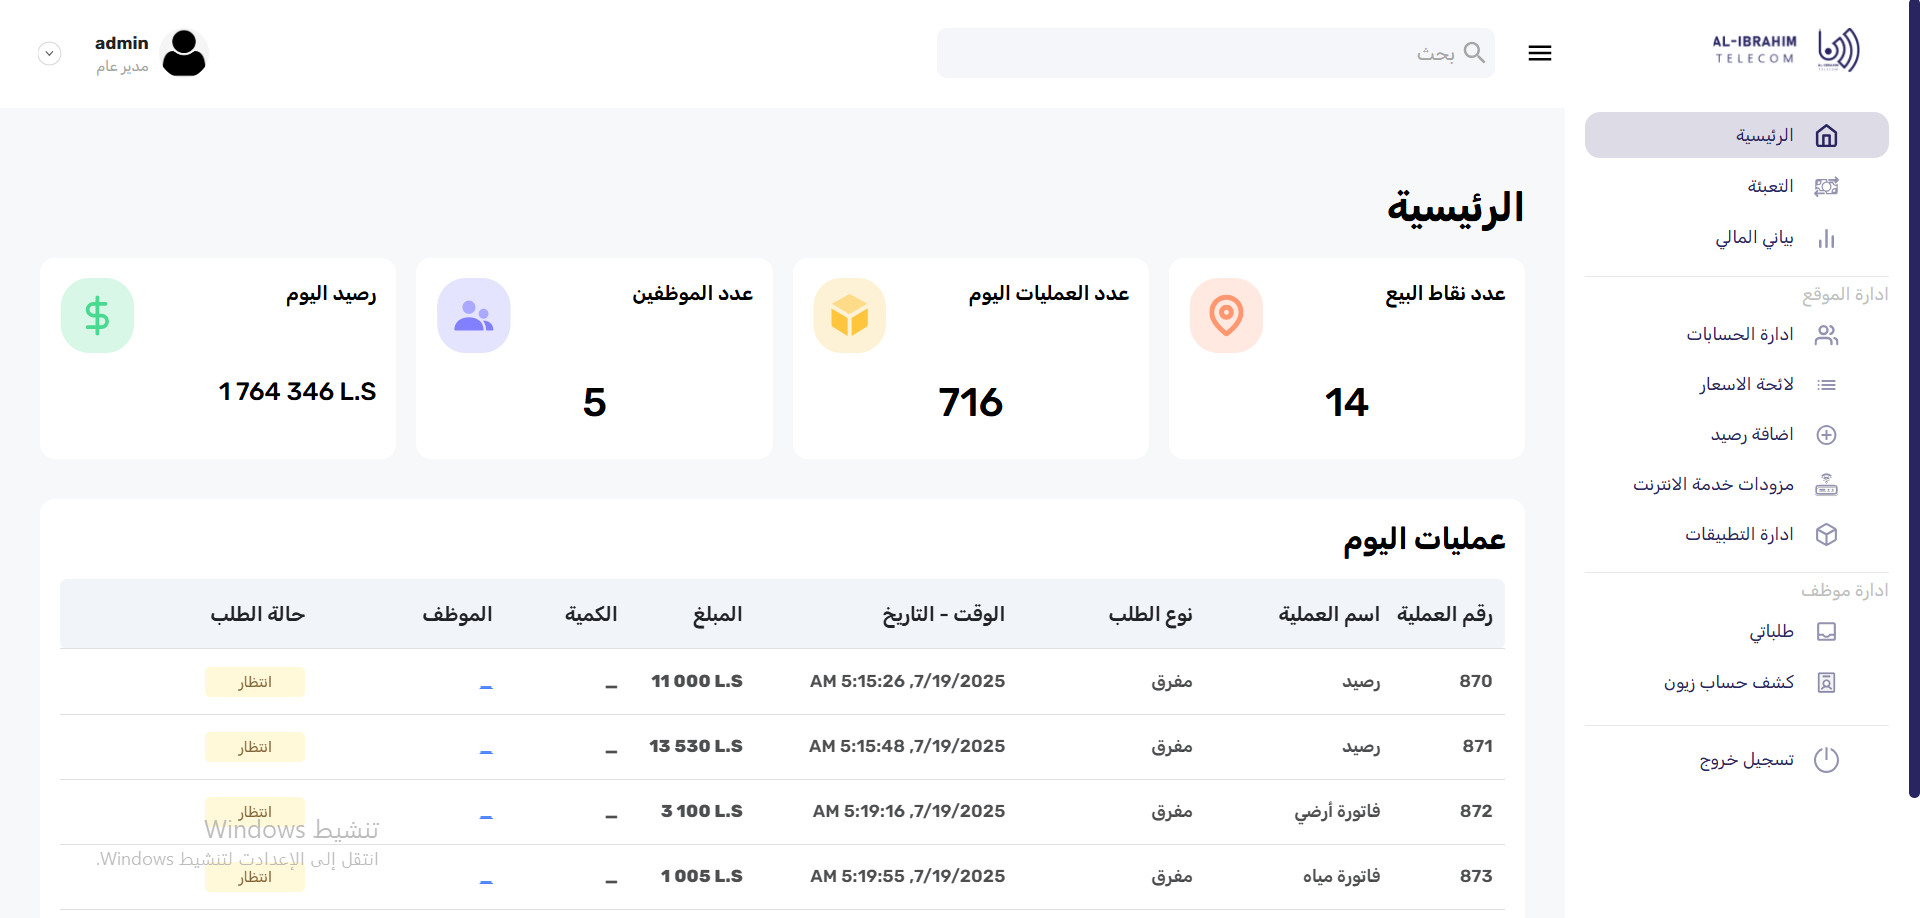 AL-IBRAHIM
TELECOM
بحث
admin
مدير عام
الرئيسية
التعبئة
بياني المالي
ادارة الموقع
ادارة الحسابات
لائحة الاسعار
اضافة رصيد
مزودات خدمة الانترنت
ادارة التطبيقات
ادارة موظف
طلباتي
كشف حساب زبون
تسجيل خروج
الرئيسية
عدد نقاط البيع
14
عدد العمليات اليوم
716
عدد الموظفين
5
رصيد اليوم
1 764 346 L.S
عمليات اليوم
رقم العملية اسم العملية نوع الطلب الوقت - التاريخ المبلغ الكمية الموظف حالة الطلب
870 رصيد مفرق 7/19/2025, 5:15:26 AM 11 000 L.S _ _ انتظار
871 رصيد مفرق 7/19/2025, 5:15:48 AM 13 530 L.S _ _ انتظار
872 فاتورة أرضي مفرق 7/19/2025, 5:19:16 AM 3 100 L.S _ _ انتظار
873 فاتورة مياه مفرق 7/19/2025, 5:19:55 AM 1 005 L.S _ _ انتظار
تنشيط Windows
انتقل إلى الإعدادت لتنشيط Windows.